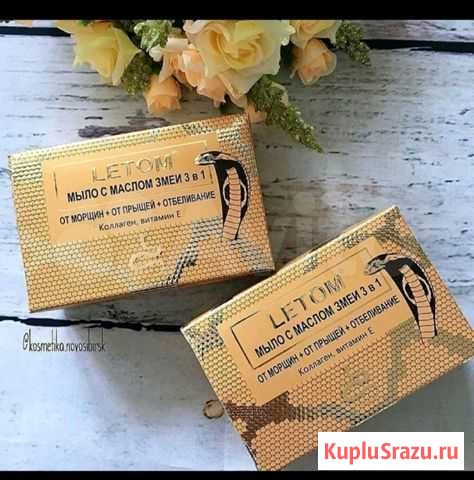 LETOM
МЫЛО С МАСЛОМ ЗМЕИ 3 в 1
ОТ МОРЩИН + ОТ ПРЫЩЕЙ + ОТБЕЛИВАНИЕ
Коллаген, витамин Е
LETOM
МЫЛО С МАСЛОМ ЗМЕИ 3 в 1
ОТ МОРЩИН + ОТ ПРЫЩЕЙ + ОТБЕЛИВАНИЕ
Коллаген, витамин Е
@kosmetika.novosibirsk
KupluSrazu.ru